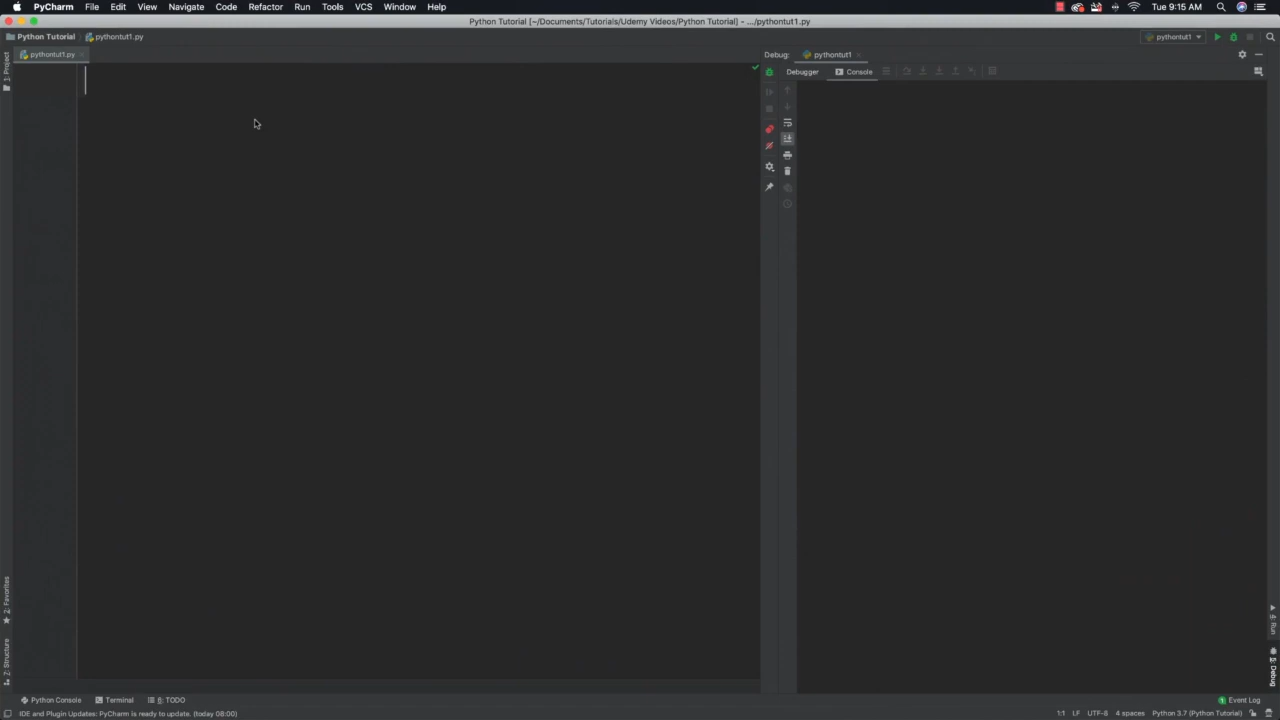 PyCharm File Edit View Navigate Code Refactor Run Tools VCS Window Help Tue 9:15 AM
Python Tutorial [~/Documents/Tutorials/Udemy Videos/Python Tutorial] - .../pythontut1.py
Python Tutorial pythontut1.py pythontut1
pythontut1.py Debug: pythontut1
Debugger Console
1: Project
2: Favorites
Z: Structure
4: Run
5: Debug
Python Console Terminal 6: TODO 1 Event Log
IDE and Plugin Updates: PyCharm is ready to update. (today 08:00) 1:1 LF UTF-8 4 spaces Python 3.7 (Python Tutorial)